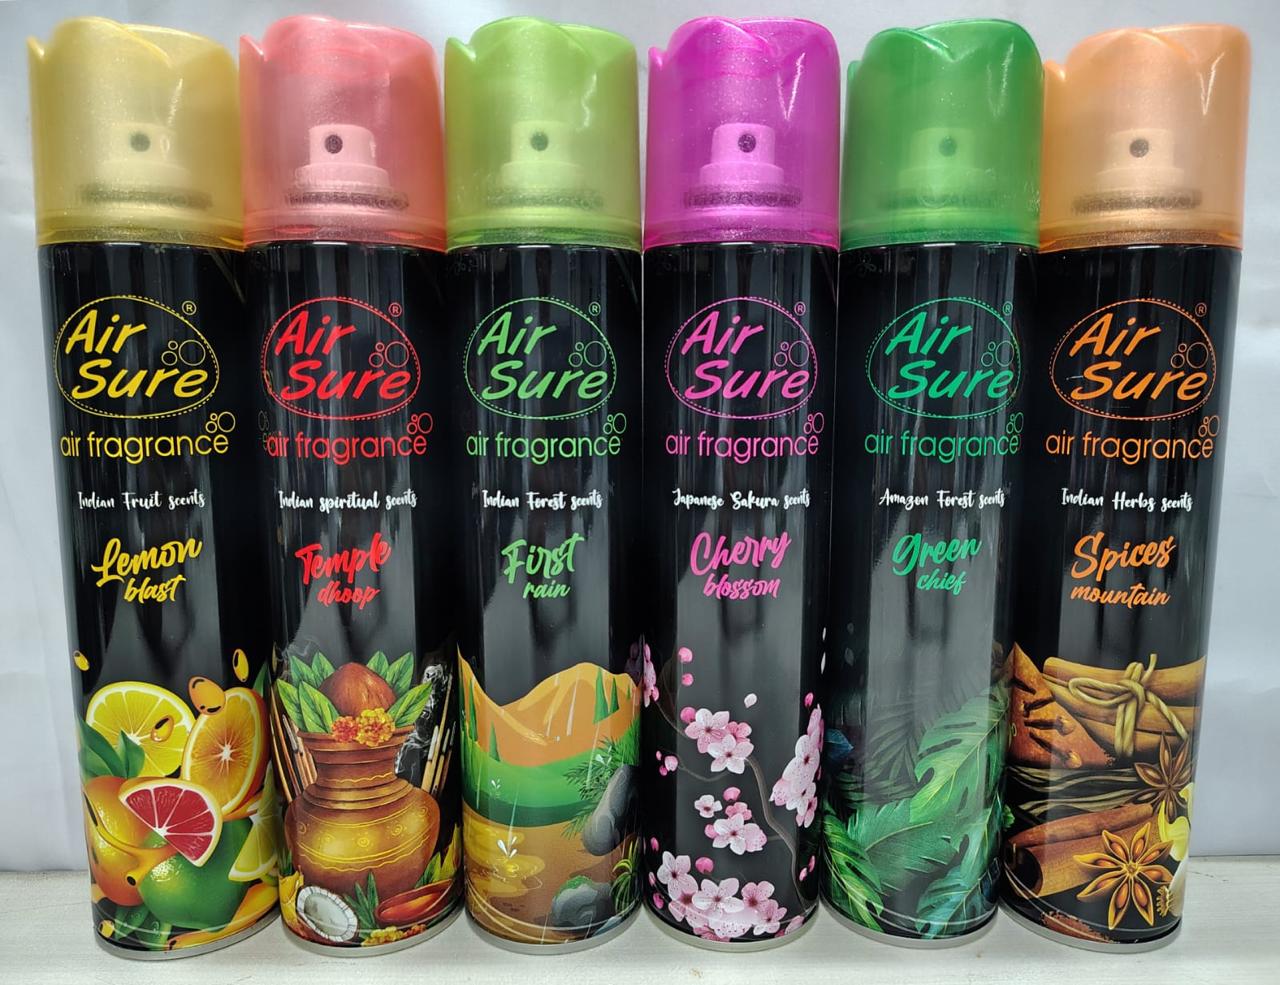 Air
Sure
®
air fragrance
Indian Fruit scents
Lemon
blast
Air
Sure
®
air fragrance
Indian spiritual scents
Temple
dhoop
Air
Sure
®
air fragrance
Indian Forest scents
First
rain
Air
Sure
®
air fragrance
Japanese Sakura scents
Cherry
blossom
Air
Sure
®
air fragrance
Amazon Forest scents
Green
chief
Air
Sure
®
air fragrance
Indian Herbs scents
Spices
mountain